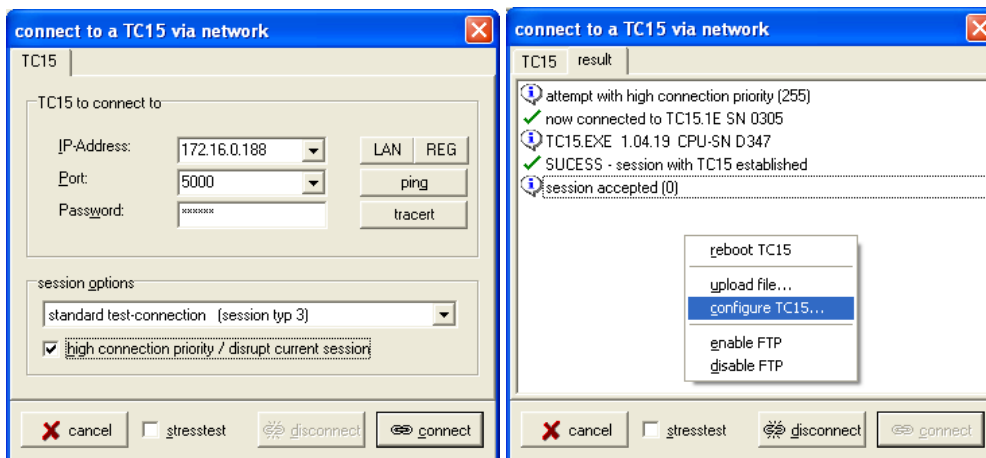 connect to a TC15 via network
TC15
TC15 to connect to
IP-Address:
172.16.0.188
LAN
REG
Port:
5000
ping
Password:
xxxxxx
tracert
session options
standard test-connection (session typ 3)
high connection priority / disrupt current session
cancel
stresstest
disconnect
connect
connect to a TC15 via network
TC15
result
attempt with high connection priority (255)
now connected to TC15.1E SN 0305
TC15.EXE 1.04.19 CPU-SN D347
SUCESS - session with TC15 established
session accepted (0)
reboot TC15
upload file...
configure TC15...
enable FTP
disable FTP
cancel
stresstest
disconnect
connect